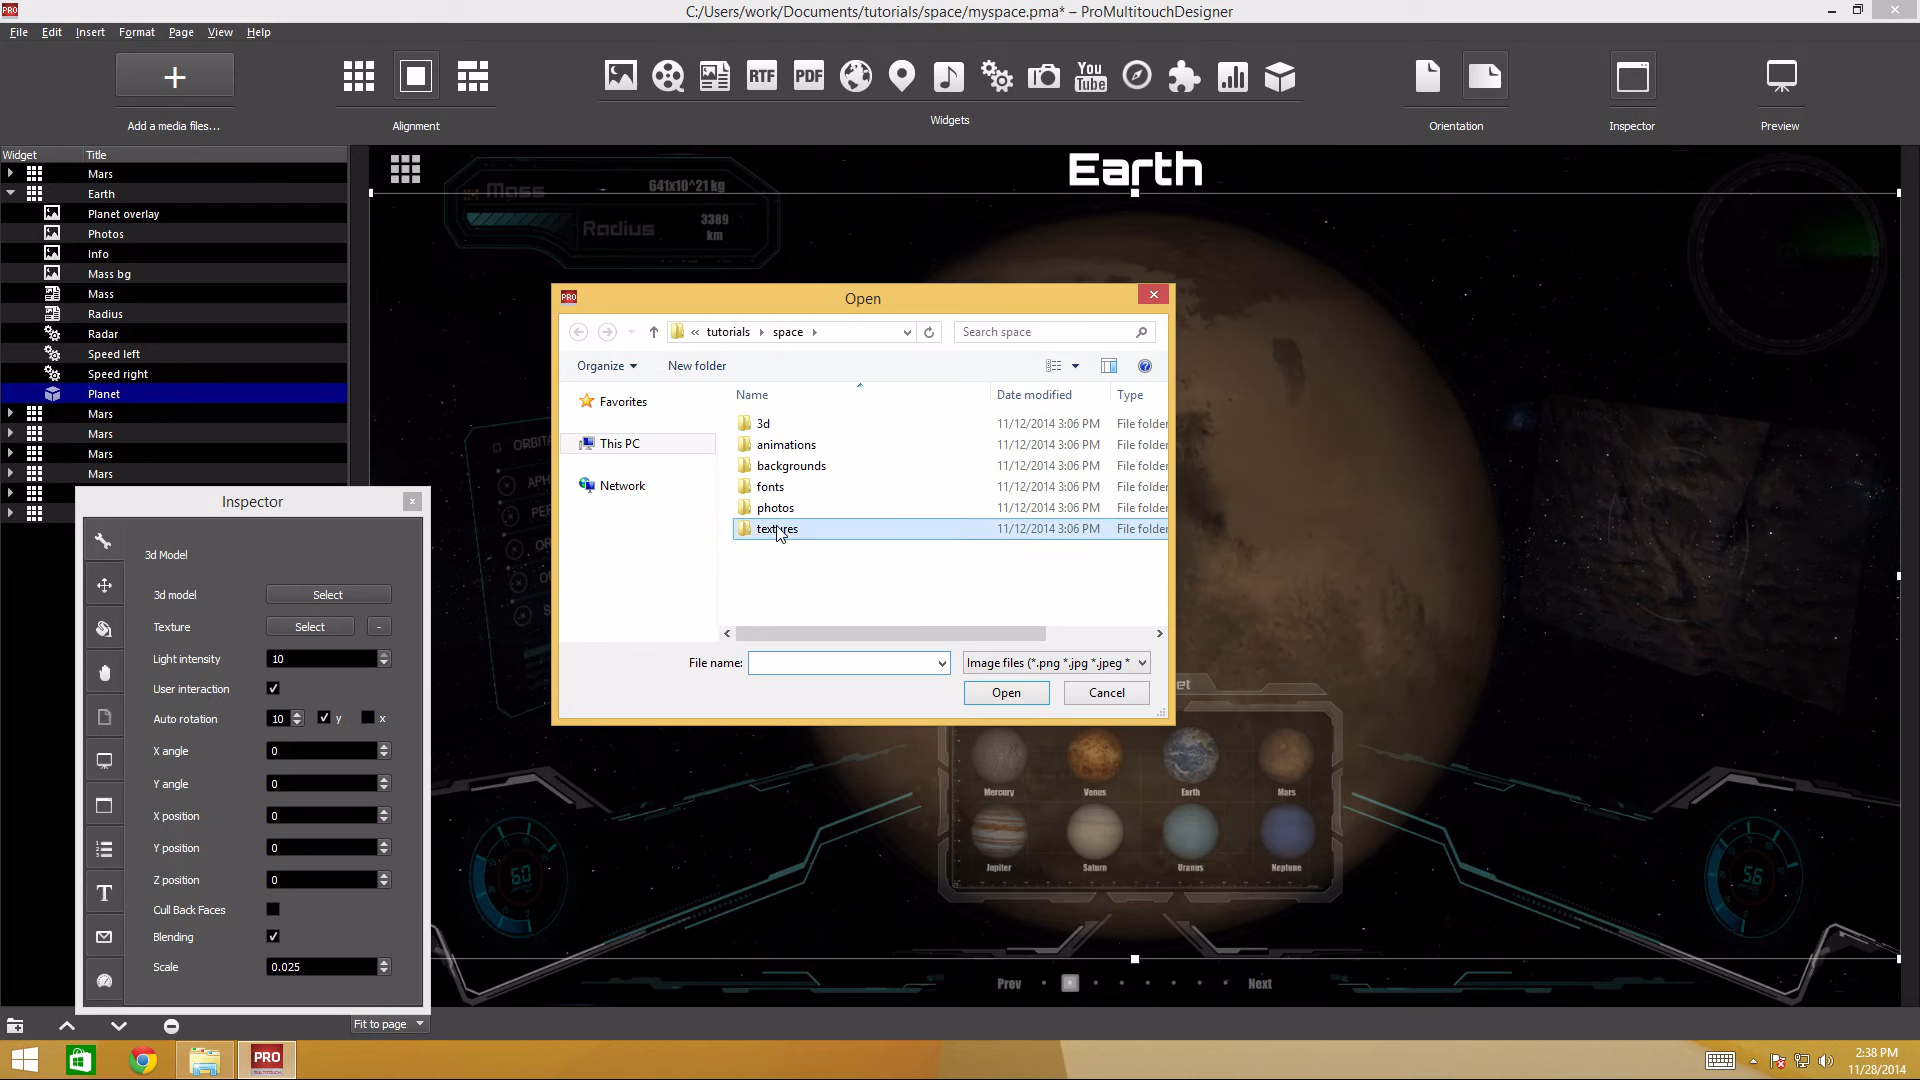 PRO
C:/Users/work/Documents/tutorials/space/myspace.pma* – ProMultitouchDesigner
File Edit Insert Format Page View Help
RTF PDF You Tube
Add a media files... Alignment Widgets Orientation Inspector Preview
Widget Title
Mars
Earth
Planet overlay
Photos
Info
Mass bg
Mass
Radius
Radar
Speed left
Speed right
Planet
Mars
Mars
Mars
Mars
Earth
Mass 641x10^21 kg
Radius 3389 km
PRO Open
« tutorials space Search space
Organize New folder
Name Date modified Type
Favorites
This PC
Network
3d 11/12/2014 3:06 PM File folder
animations 11/12/2014 3:06 PM File folder
backgrounds 11/12/2014 3:06 PM File folder
fonts 11/12/2014 3:06 PM File folder
photos 11/12/2014 3:06 PM File folder
textures 11/12/2014 3:06 PM File folder
File name: Image files (*.png *.jpg *.jpeg *
Open Cancel
Inspector
3d Model
3d model Select
Texture Select -
Light intensity 10
User interaction
Auto rotation 10 y x
X angle 0
Y angle 0
X position 0
Y position 0
Z position 0
Cull Back Faces
Blending
Scale 0.025
Mercury Venus Earth Mars
Jupiter Saturn Uranus Neptune
60
56
Prev Next
Fit to page
PRO
MULTITOUCH
2:38 PM
11/28/2014